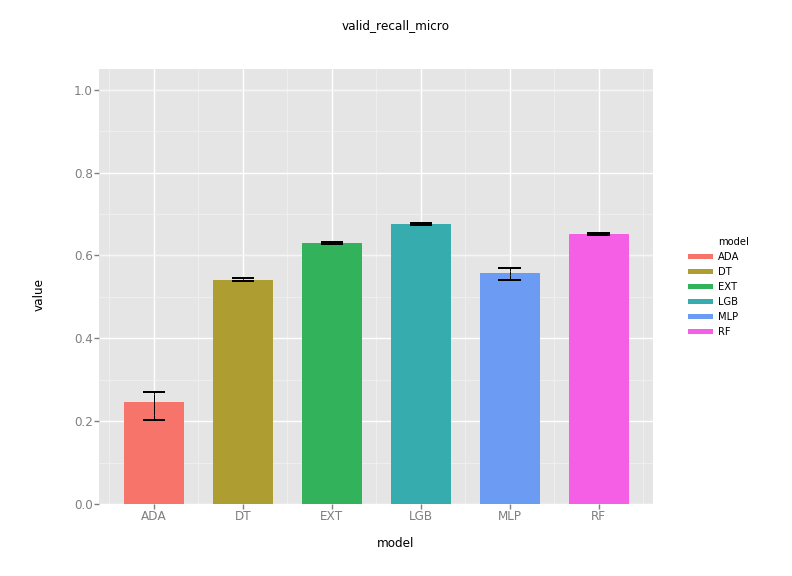 valid_recall_micro
1.0
0.8
0.6
0.4
0.2
0.0
value
ADA DT EXT LGB MLP RF
model
model
ADA
DT
EXT
LGB
MLP
RF